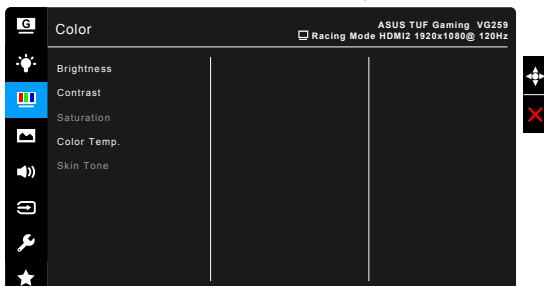 G
Color
ASUS TUF Gaming VG259
Racing Mode HDMI2 1920x1080@ 120Hz
Brightness
Contrast
Saturation
Color Temp.
Skin Tone